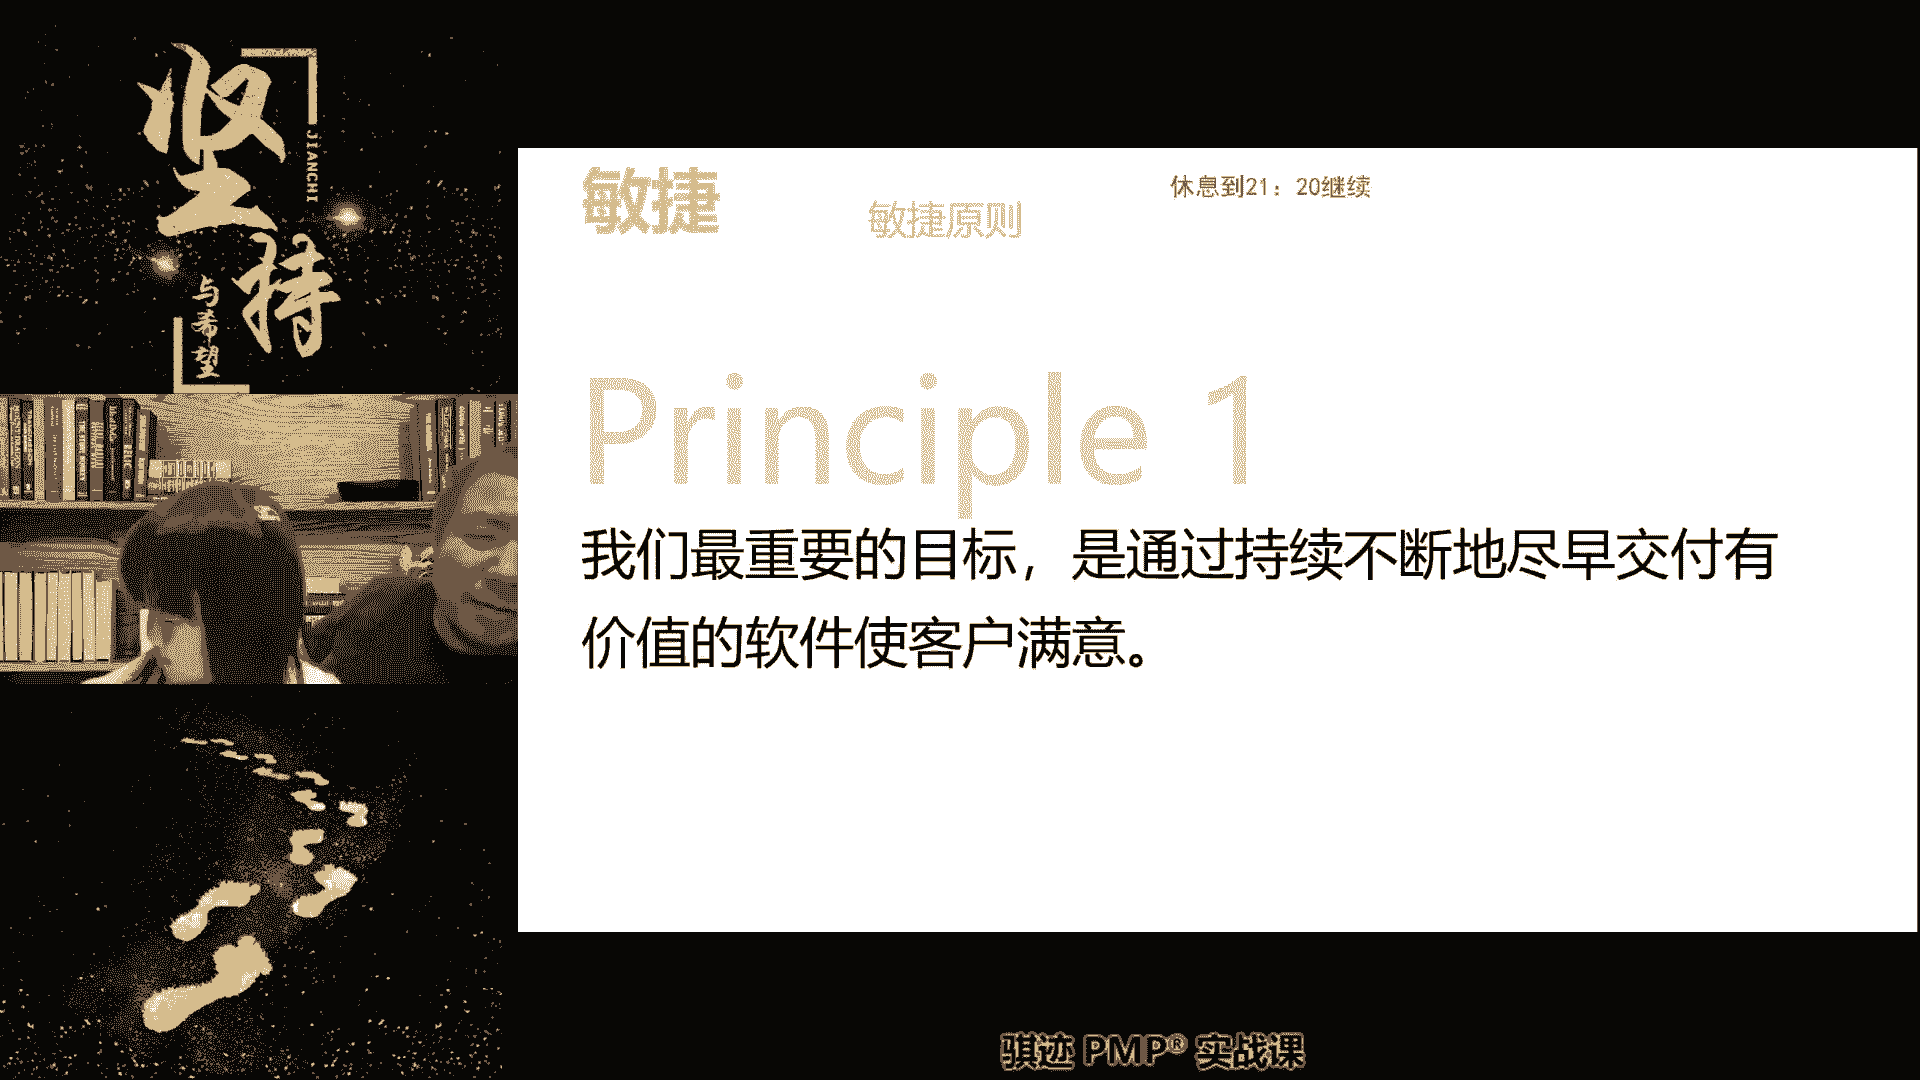 坚持
JIANCHI
与希望
敏捷
敏捷原则
休息到21：20继续
Principle 1
我们最重要的目标，是通过持续不断地尽早交付有
价值的软件使客户满意。
骐迹 PMP® 实战课